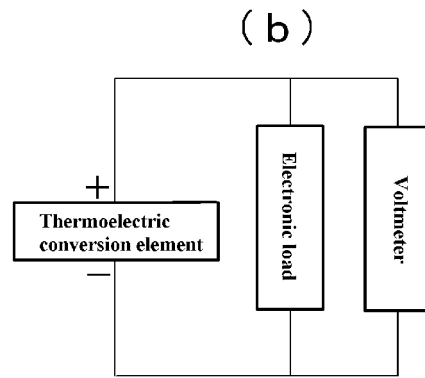 ( b )
+
Thermoelectric
conversion element
−
Electronic load
Voltmeter